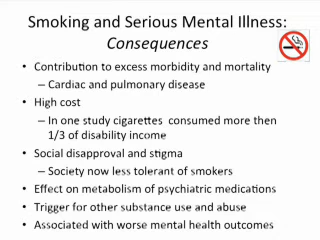 Smoking and Serious Mental Illness:
Consequences
• Contribution to excess morbidity and mortality
– Cardiac and pulmonary disease
• High cost
– In one study cigarettes consumed more then
1/3 of disability income
• Social disapproval and stigma
– Society now less tolerant of smokers
• Effect on metabolism of psychiatric medications
• Trigger for other substance use and abuse
• Associated with worse mental health outcomes